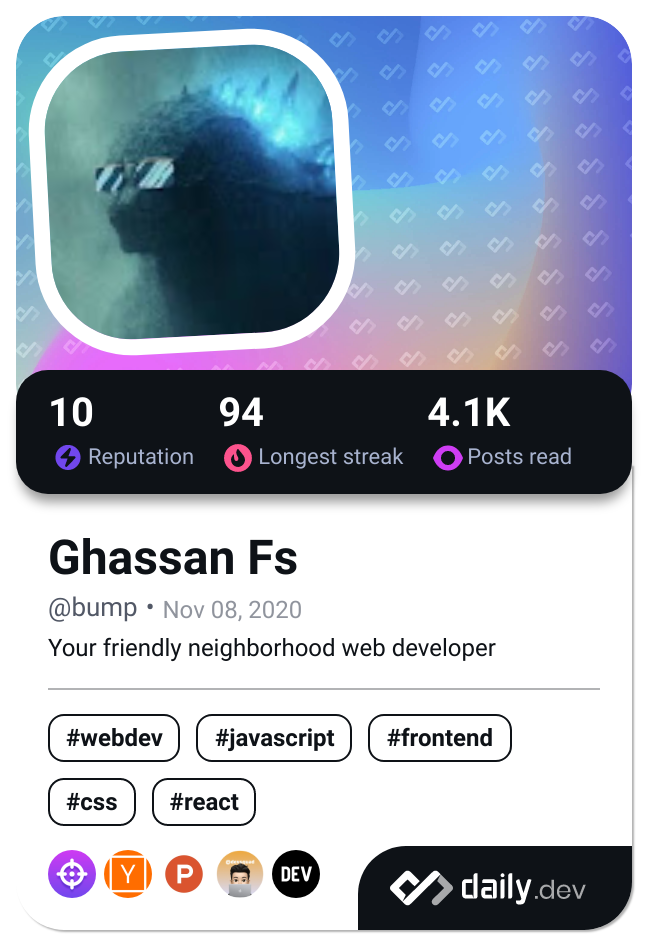 10 94 4.1K
Reputation Longest streak Posts read
Ghassan Fs
@bump • Nov 08, 2020
Your friendly neighborhood web developer
#webdev #javascript #frontend
#css #react
Y P DEV
daily.dev